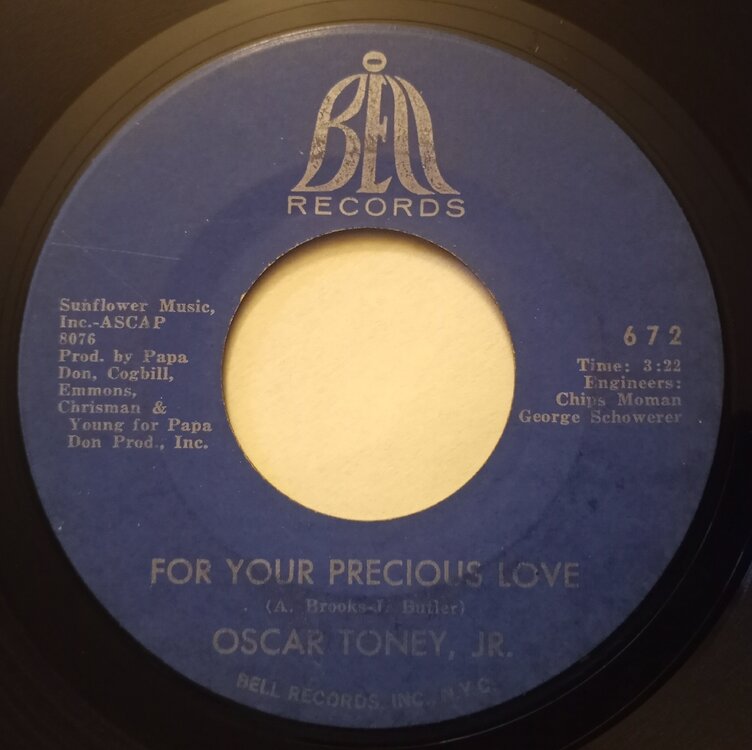 BELL
RECORDS
Sunflower Music,
Inc.-ASCAP
8076
Prod. by Papa
Don, Cogbill,
Emmons,
Chrisman &
Young for Papa
Don Prod., Inc.
672
Time: 3:22
Engineers:
Chips Moman
George Schowerer
FOR YOUR PRECIOUS LOVE
(A. Brooks-J. Butler)
OSCAR TONEY, JR.
BELL RECORDS, INC., N.Y.C.